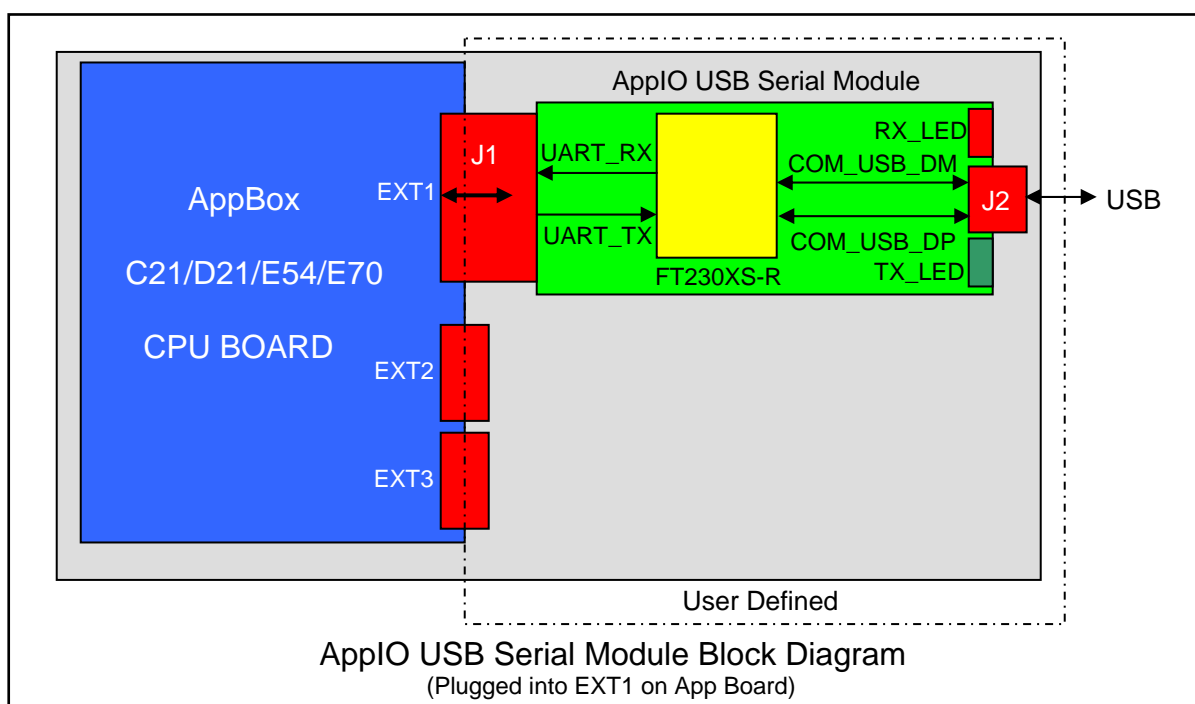 AppIO USB Serial Module
RX_LED
J1
UART_RX
COM_USB_DM
EXT1
AppBox
J2
USB
UART_TX
COM_USB_DP
C21/D21/E54/E70
FT230XS-R
TX_LED
CPU BOARD
EXT2
EXT3
User Defined
AppIO USB Serial Module Block Diagram
(Plugged into EXT1 on App Board)